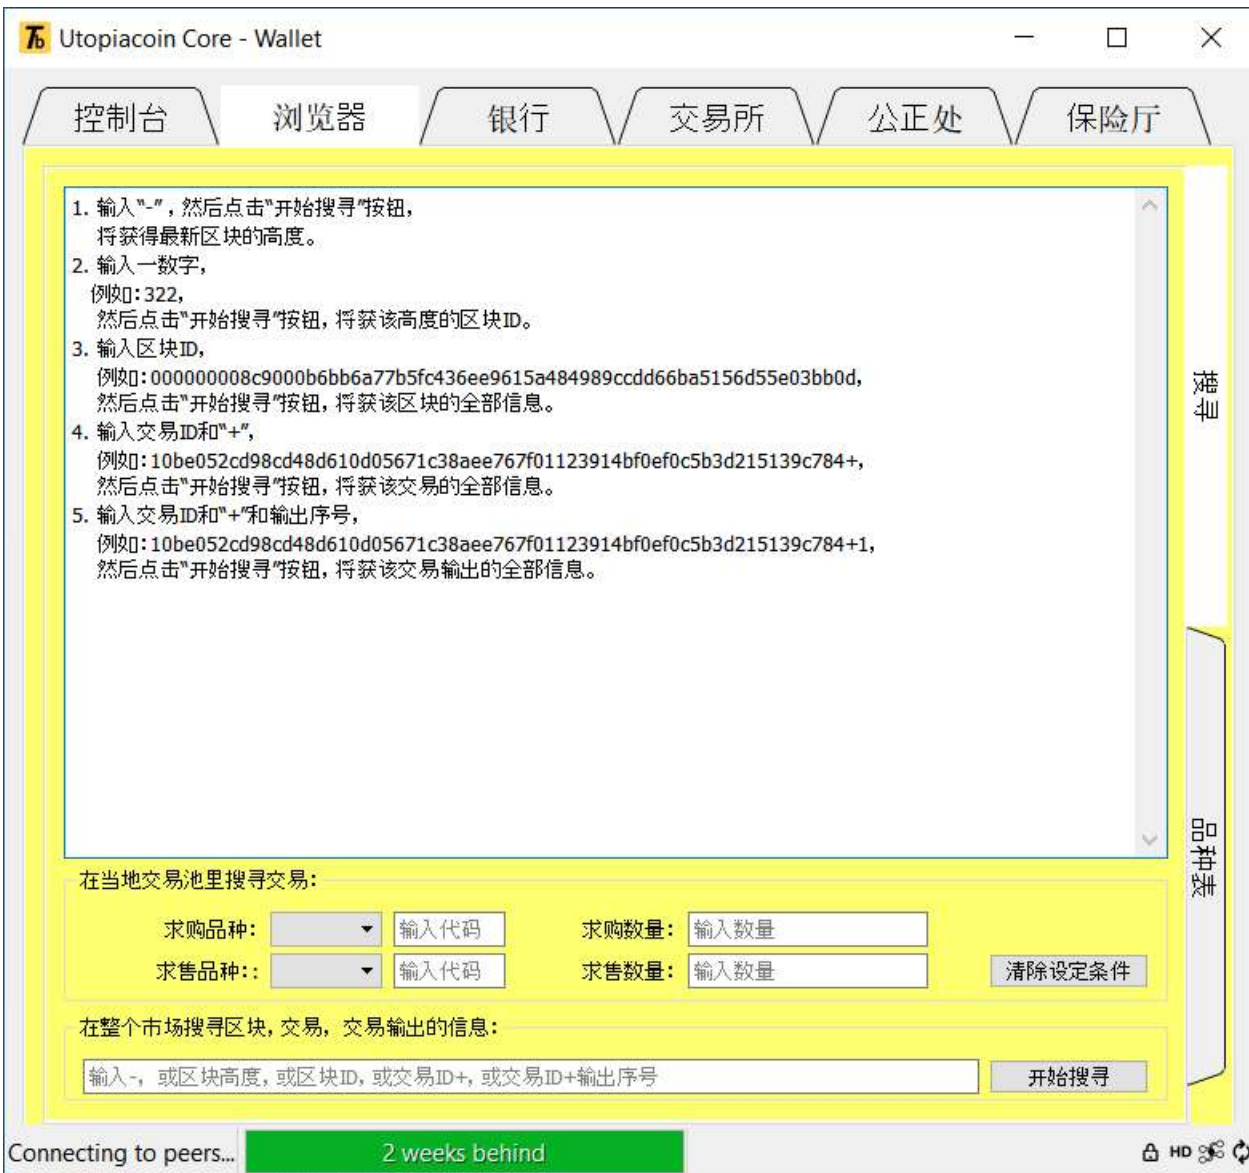 Utopiacoin Core - Wallet
控制台 浏览器 银行 交易所 公正处 保险厅
1. 输入“-”，然后点击“开始搜寻”按钮，
将获得最新区块的高度。
2. 输入一数字，
例如：322，
然后点击“开始搜寻”按钮，将获该高度的区块ID。
3. 输入区块ID，
例如：000000008c9000b6bb6a77b5fc436ee9615a484989ccdd66ba5156d55e03bb0d，
然后点击“开始搜寻”按钮，将获该区块的全部信息。
4. 输入交易ID和“+”，
例如：10be052cd98cd48d610d05671c38aee767f01123914bf0ef0c5b3d215139c784+，
然后点击“开始搜寻”按钮，将获该交易的全部信息。
5. 输入交易ID和“+”和输出序号，
例如：10be052cd98cd48d610d05671c38aee767f01123914bf0ef0c5b3d215139c784+1，
然后点击“开始搜寻”按钮，将获该交易输出的全部信息。
搜寻
品种表
在当地交易池里搜寻交易：
求购品种： 输入代码 求购数量： 输入数量
求售品种：： 输入代码 求售数量： 输入数量 清除设定条件
在整个市场搜寻区块，交易，交易输出的信息：
输入-，或区块高度，或区块ID，或交易ID+，或交易ID+输出序号 开始搜寻
Connecting to peers... 2 weeks behind HD